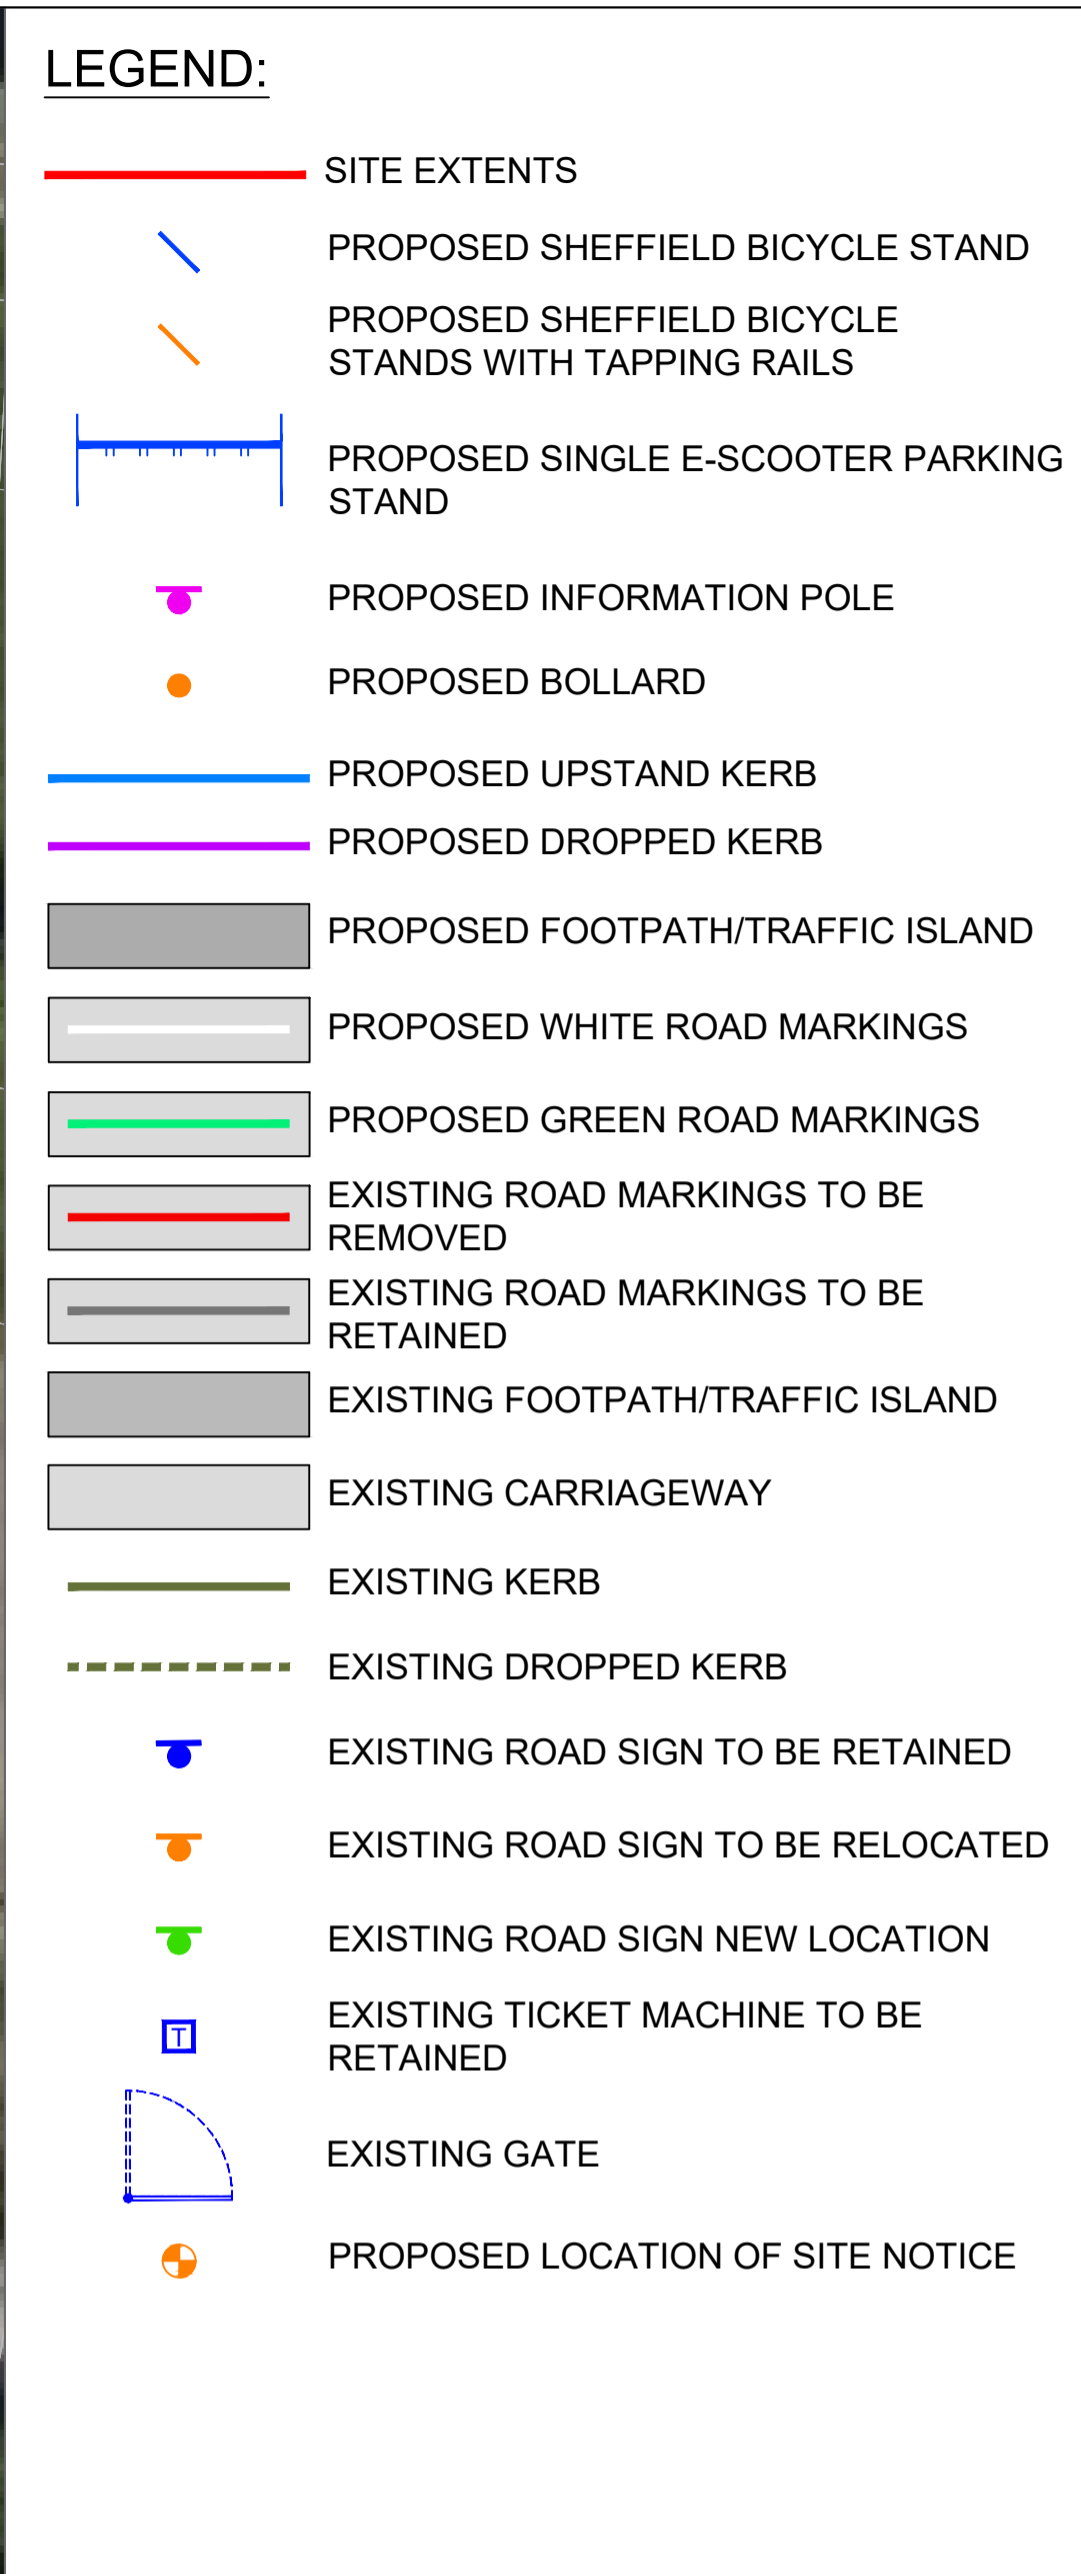 LEGEND:
SITE EXTENTS
PROPOSED SHEFFIELD BICYCLE STAND
PROPOSED SHEFFIELD BICYCLE
STANDS WITH TAPPING RAILS
PROPOSED SINGLE E-SCOOTER PARKING
STAND
PROPOSED INFORMATION POLE
PROPOSED BOLLARD
PROPOSED UPSTAND KERB
PROPOSED DROPPED KERB
PROPOSED FOOTPATH/TRAFFIC ISLAND
PROPOSED WHITE ROAD MARKINGS
PROPOSED GREEN ROAD MARKINGS
EXISTING ROAD MARKINGS TO BE
REMOVED
EXISTING ROAD MARKINGS TO BE
RETAINED
EXISTING FOOTPATH/TRAFFIC ISLAND
EXISTING CARRIAGEWAY
EXISTING KERB
EXISTING DROPPED KERB
EXISTING ROAD SIGN TO BE RETAINED
EXISTING ROAD SIGN TO BE RELOCATED
EXISTING ROAD SIGN NEW LOCATION
T EXISTING TICKET MACHINE TO BE
RETAINED
EXISTING GATE
PROPOSED LOCATION OF SITE NOTICE